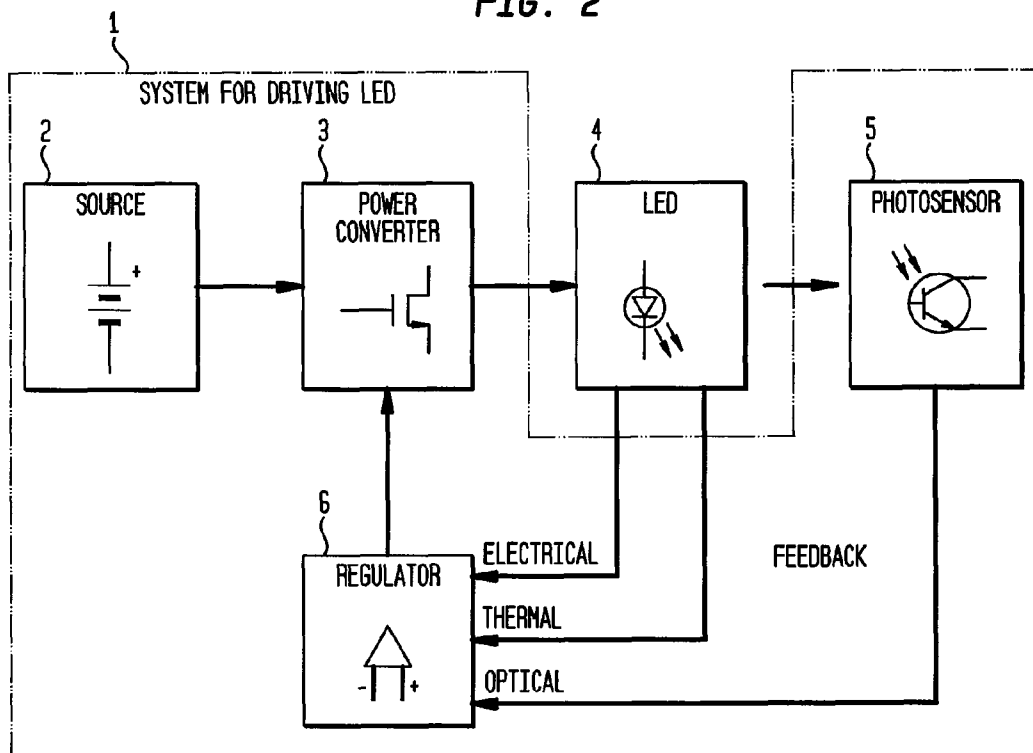 FIG. 2
1
SYSTEM FOR DRIVING LED
2
3
4
5
SOURCE
+
POWER
CONVERTER
LED
PHOTOSENSOR
6
REGULATOR
- +
ELECTRICAL
THERMAL
OPTICAL
FEEDBACK